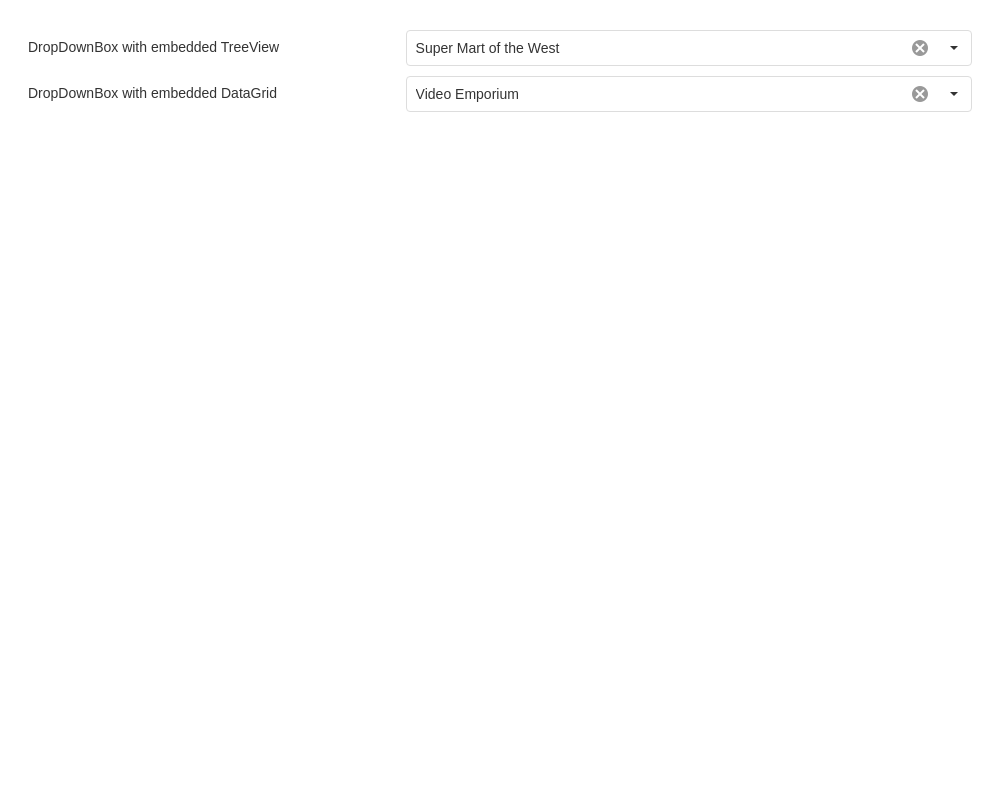 DropDownBox with embedded TreeView
Super Mart of the West
DropDownBox with embedded DataGrid
Video Emporium